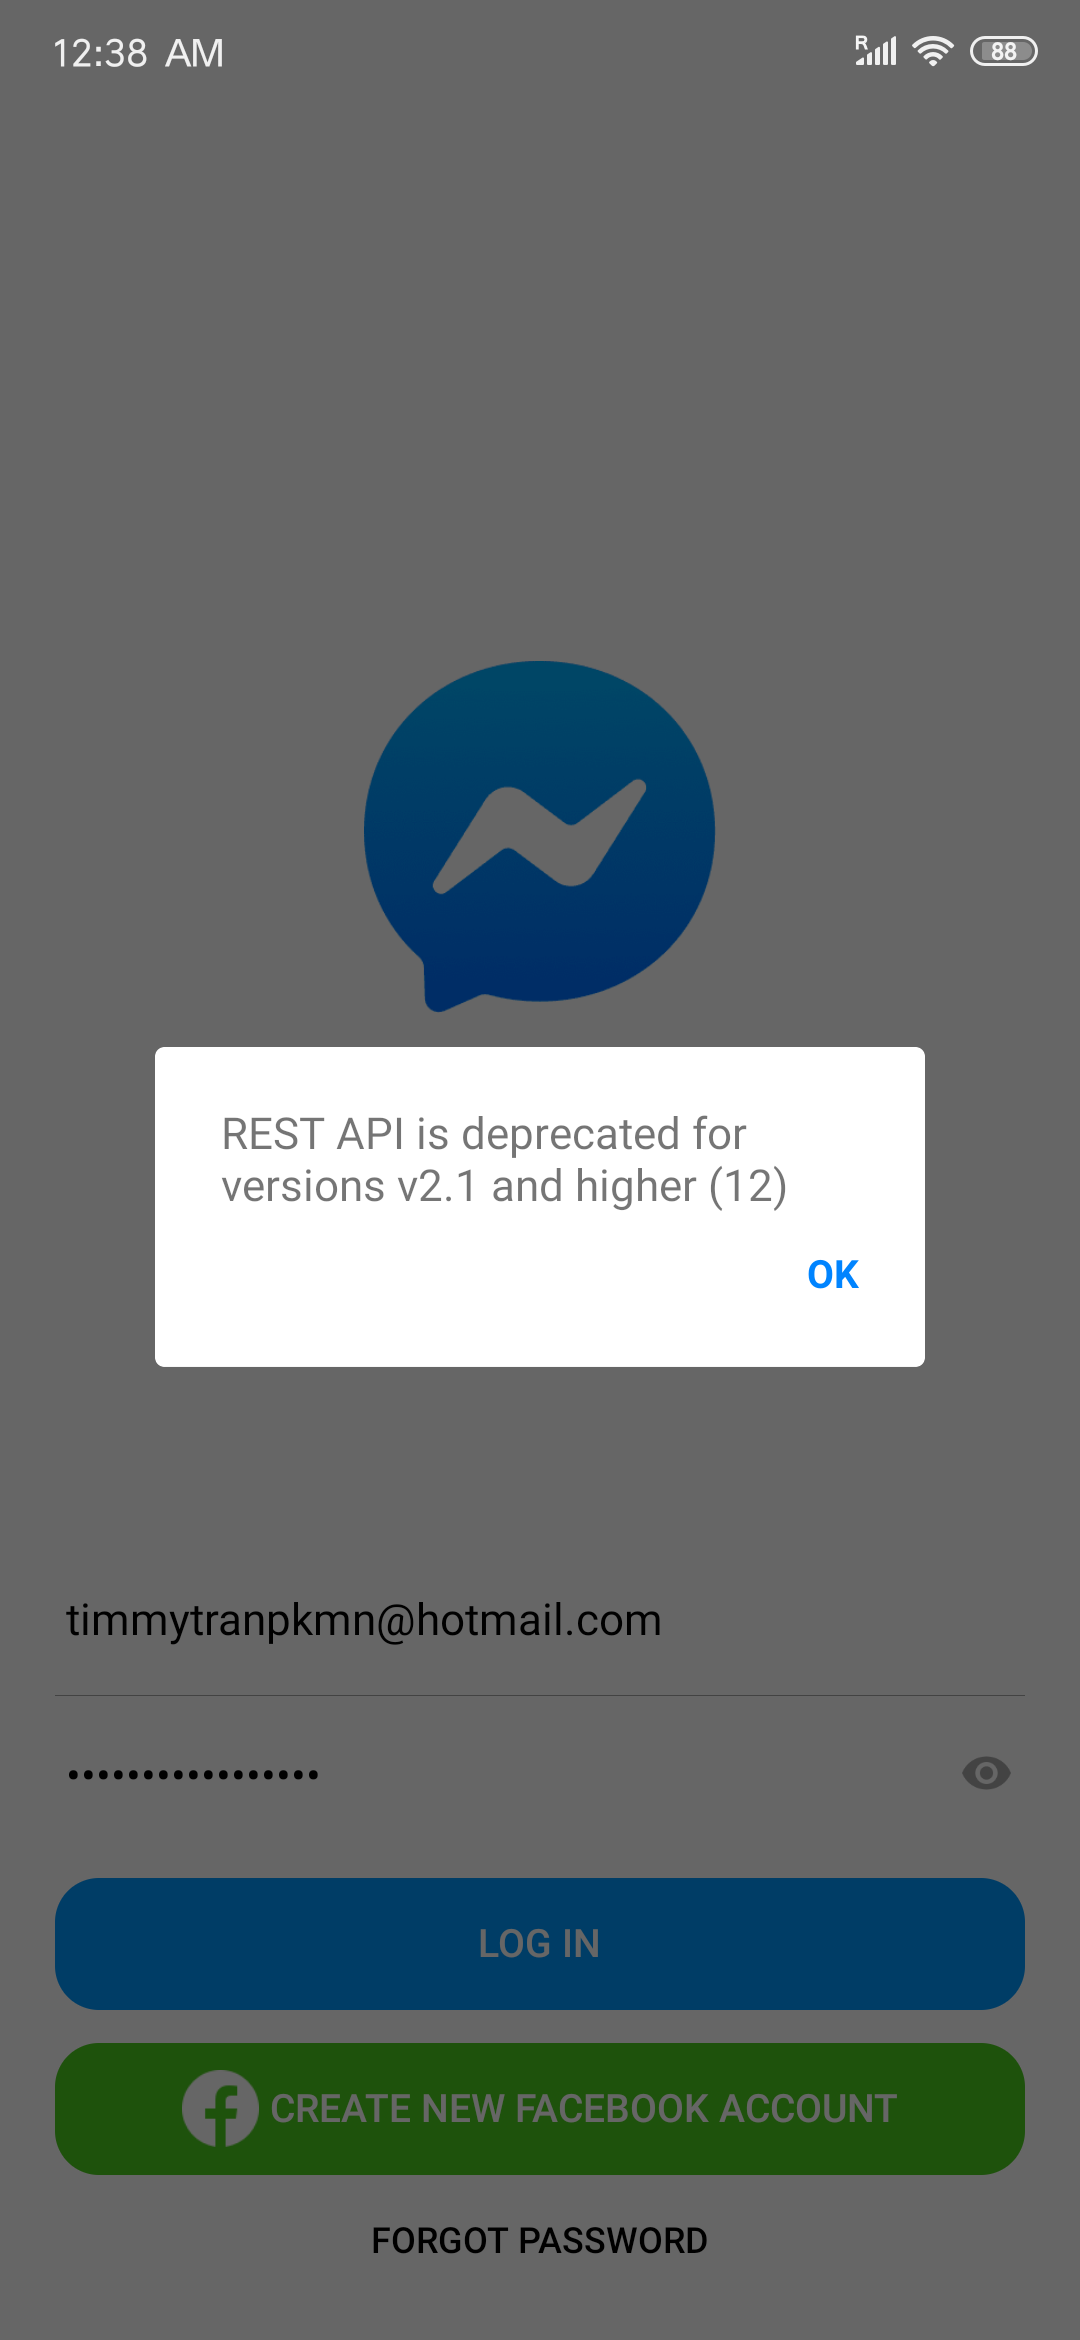 12:38 AM
R
88
REST API is deprecated for
versions v2.1 and higher (12)
OK
timmytranpkmn@hotmail.com
•••••••••••••••••
LOG IN
CREATE NEW FACEBOOK ACCOUNT
FORGOT PASSWORD